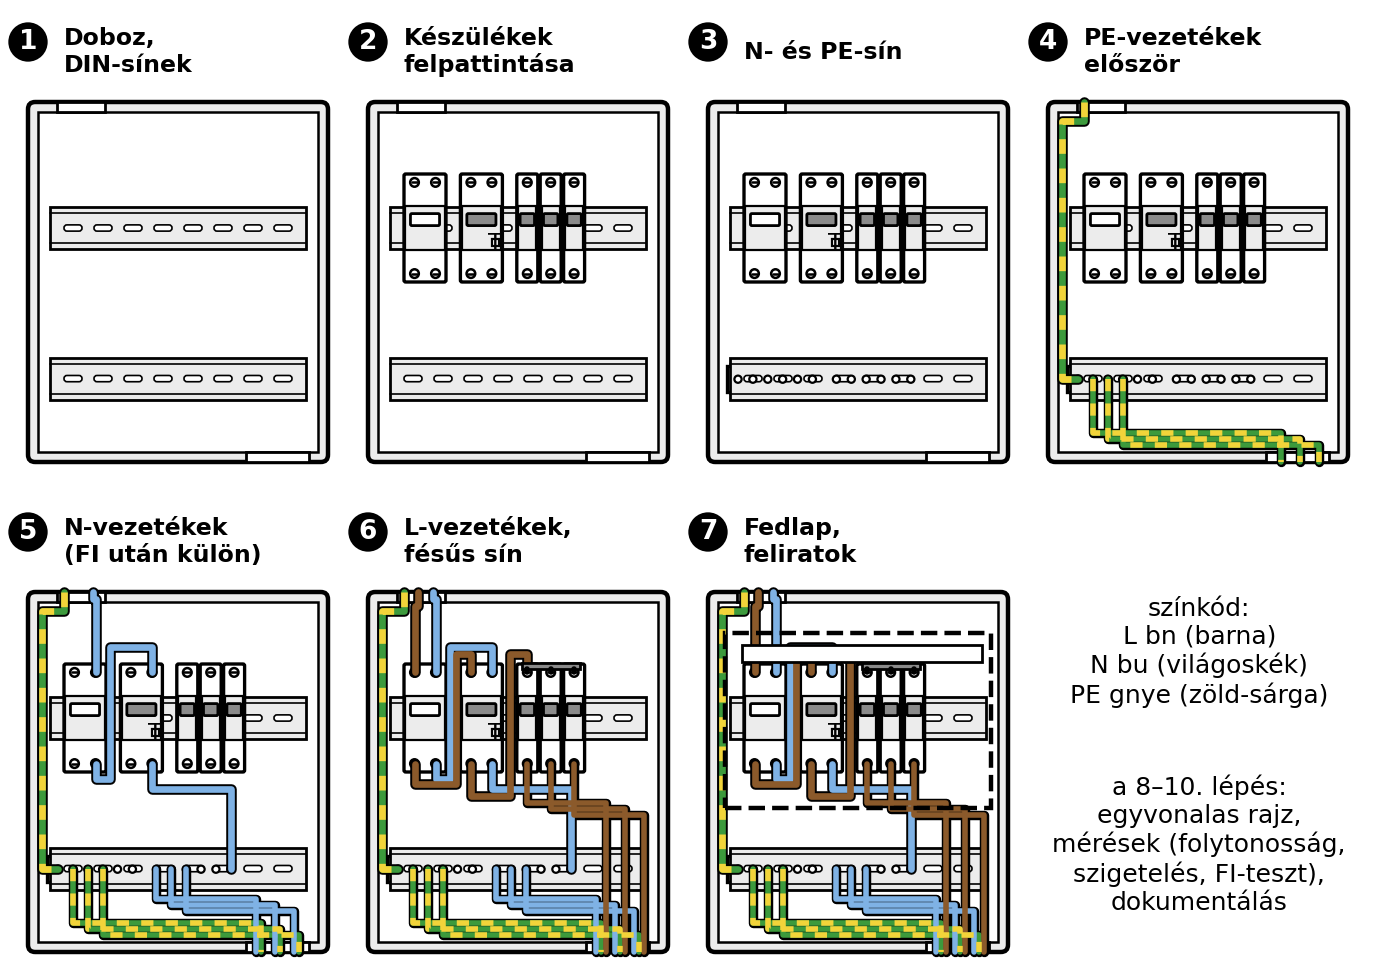 1 Doboz,
DIN-sínek
2 Készülékek
felpattintása
3 N- és PE-sín
4 PE-vezetékek
először
5 N-vezetékek
(FI után külön)
6 L-vezetékek,
fésűs sín
7 Fedlap,
feliratok
színkód:
L bn (barna)
N bu (világoskék)
PE gnye (zöld-sárga)
a 8–10. lépés:
egyvonalas rajz,
mérések (folytonosság,
szigetelés, FI-teszt),
dokumentálás